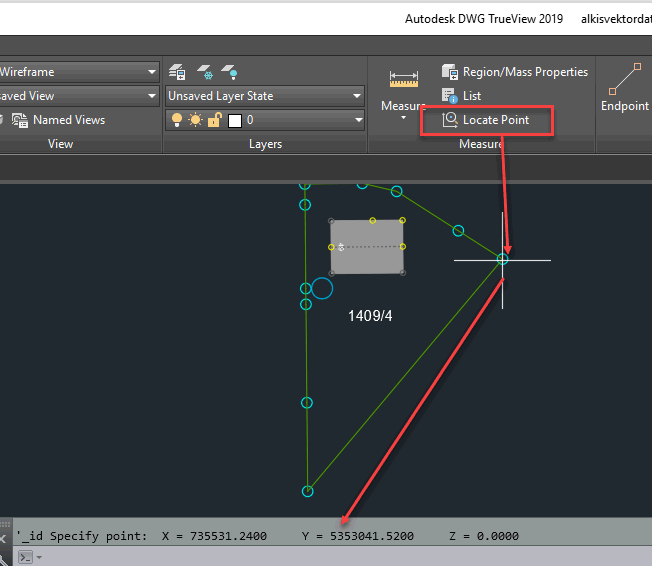 Autodesk DWG TrueView 2019 alkisvektordat
Wireframe
Region/Mass Properties
saved View
Unsaved Layer State
Measure
List
Endpoint
Named Views
0
Locate Point
View
Layers
Measure
1409/4
'_id Specify point: X = 735531.2400 Y = 5353041.5200 Z = 0.0000